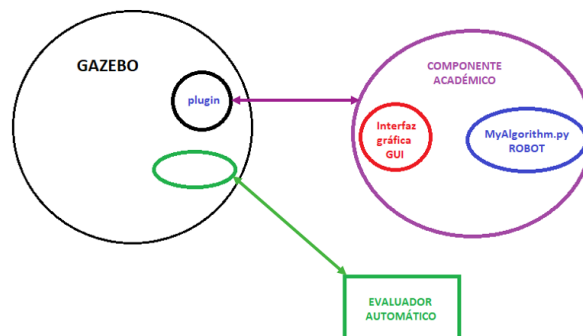 GAZEBO
plugin
COMPONENTE
ACADÉMICO
Interfaz
gráfica
GUI
MyAlgorithm.py
ROBOT
EVALUADOR
AUTOMÁTICO